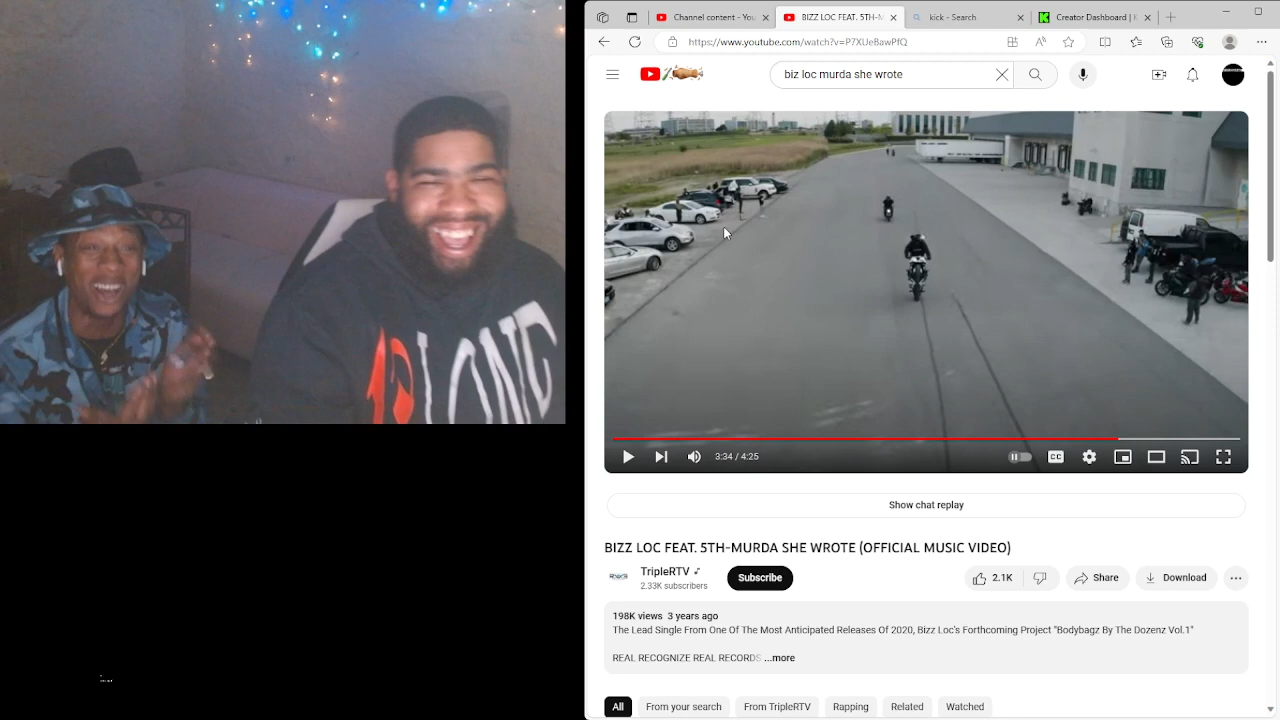 Channel content - You
BIZZ LOC FEAT. 5TH-M
kick - Search
Creator Dashboard | K
https://www.youtube.com/watch?v=P7XUeBawPfQ
biz loc murda she wrote
LONE
3:34 / 4:25
CC
Show chat replay
BIZZ LOC FEAT. 5TH-MURDA SHE WROTE (OFFICIAL MUSIC VIDEO)
TripleRTV
2.33K subscribers
Subscribe
2.1K
Share
Download
198K views 3 years ago
The Lead Single From One Of The Most Anticipated Releases Of 2020, Bizz Loc's Forthcoming Project "Bodybagz By The Dozenz Vol.1"
REAL RECOGNIZE REAL RECORDS ...more
All
From your search
From TripleRTV
Rapping
Related
Watched